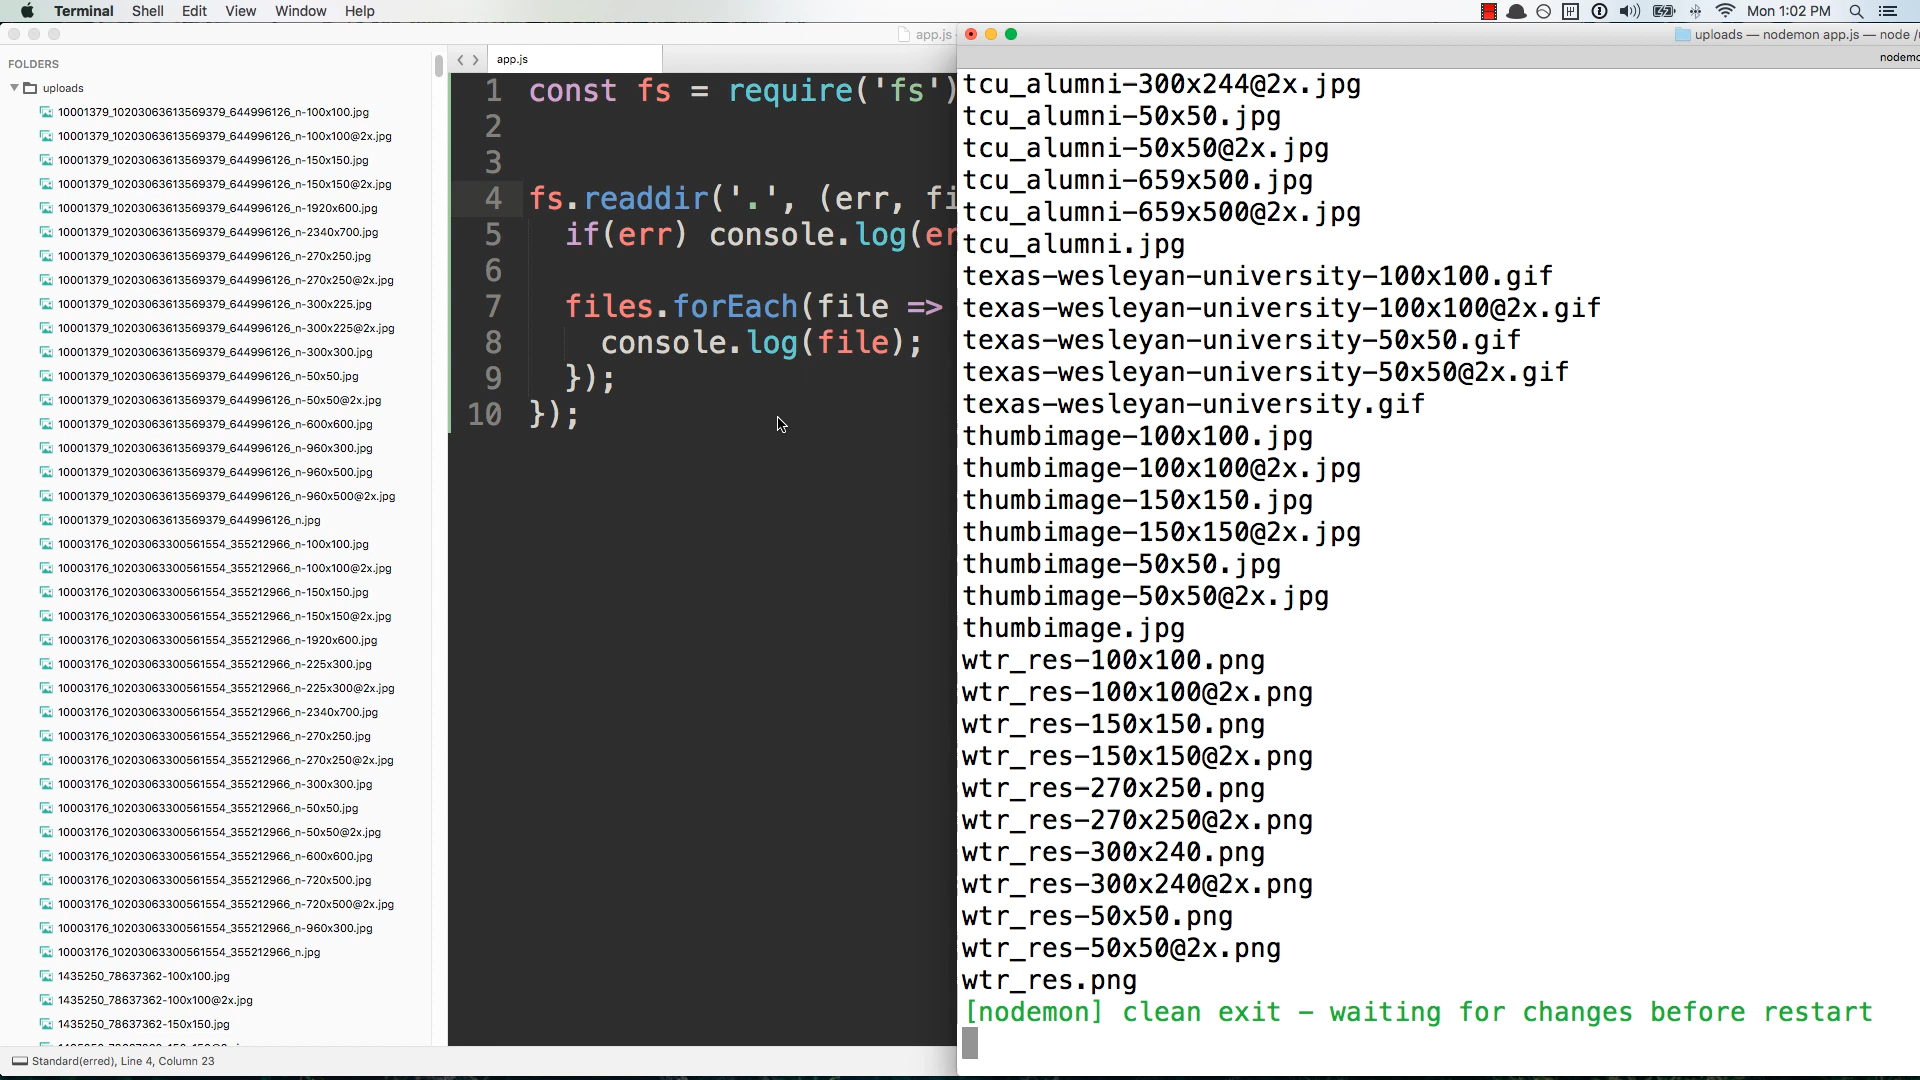 Terminal Shell Edit View Window Help
Mon 1:02 PM
app.js
uploads — nodemon app.js — node /
nodemo
FOLDERS
uploads
10001379_10203063613569379_644996126_n-100x100.jpg
10001379_10203063613569379_644996126_n-100x100@2x.jpg
10001379_10203063613569379_644996126_n-150x150.jpg
10001379_10203063613569379_644996126_n-150x150@2x.jpg
10001379_10203063613569379_644996126_n-1920x600.jpg
10001379_10203063613569379_644996126_n-2340x700.jpg
10001379_10203063613569379_644996126_n-270x250.jpg
10001379_10203063613569379_644996126_n-270x250@2x.jpg
10001379_10203063613569379_644996126_n-300x225.jpg
10001379_10203063613569379_644996126_n-300x225@2x.jpg
10001379_10203063613569379_644996126_n-300x300.jpg
10001379_10203063613569379_644996126_n-50x50.jpg
10001379_10203063613569379_644996126_n-50x50@2x.jpg
10001379_10203063613569379_644996126_n-600x600.jpg
10001379_10203063613569379_644996126_n-960x300.jpg
10001379_10203063613569379_644996126_n-960x500.jpg
10001379_10203063613569379_644996126_n-960x500@2x.jpg
10001379_10203063613569379_644996126_n.jpg
10003176_10203063300561554_355212966_n-100x100.jpg
10003176_10203063300561554_355212966_n-100x100@2x.jpg
10003176_10203063300561554_355212966_n-150x150.jpg
10003176_10203063300561554_355212966_n-150x150@2x.jpg
10003176_10203063300561554_355212966_n-1920x600.jpg
10003176_10203063300561554_355212966_n-225x300.jpg
10003176_10203063300561554_355212966_n-225x300@2x.jpg
10003176_10203063300561554_355212966_n-2340x700.jpg
10003176_10203063300561554_355212966_n-270x250.jpg
10003176_10203063300561554_355212966_n-270x250@2x.jpg
10003176_10203063300561554_355212966_n-300x300.jpg
10003176_10203063300561554_355212966_n-50x50.jpg
10003176_10203063300561554_355212966_n-50x50@2x.jpg
10003176_10203063300561554_355212966_n-600x600.jpg
10003176_10203063300561554_355212966_n-720x500.jpg
10003176_10203063300561554_355212966_n-720x500@2x.jpg
10003176_10203063300561554_355212966_n-960x300.jpg
10003176_10203063300561554_355212966_n.jpg
1435250_78637362-100x100.jpg
1435250_78637362-100x100@2x.jpg
1435250_78637362-150x150.jpg
Standard(erred), Line 4, Column 23
app.js
1 const fs = require('fs')
2
3
4 fs.readdir('.', (err, fi
5 if(err) console.log(er
6
7 files.forEach(file =>
8 console.log(file);
9 });
10 });
tcu_alumni-300x244@2x.jpg
tcu_alumni-50x50.jpg
tcu_alumni-50x50@2x.jpg
tcu_alumni-659x500.jpg
tcu_alumni-659x500@2x.jpg
tcu_alumni.jpg
texas-wesleyan-university-100x100.gif
texas-wesleyan-university-100x100@2x.gif
texas-wesleyan-university-50x50.gif
texas-wesleyan-university-50x50@2x.gif
texas-wesleyan-university.gif
thumbimage-100x100.jpg
thumbimage-100x100@2x.jpg
thumbimage-150x150.jpg
thumbimage-150x150@2x.jpg
thumbimage-50x50.jpg
thumbimage-50x50@2x.jpg
thumbimage.jpg
wtr_res-100x100.png
wtr_res-100x100@2x.png
wtr_res-150x150.png
wtr_res-150x150@2x.png
wtr_res-270x250.png
wtr_res-270x250@2x.png
wtr_res-300x240.png
wtr_res-300x240@2x.png
wtr_res-50x50.png
wtr_res-50x50@2x.png
wtr_res.png
[nodemon] clean exit - waiting for changes before restart